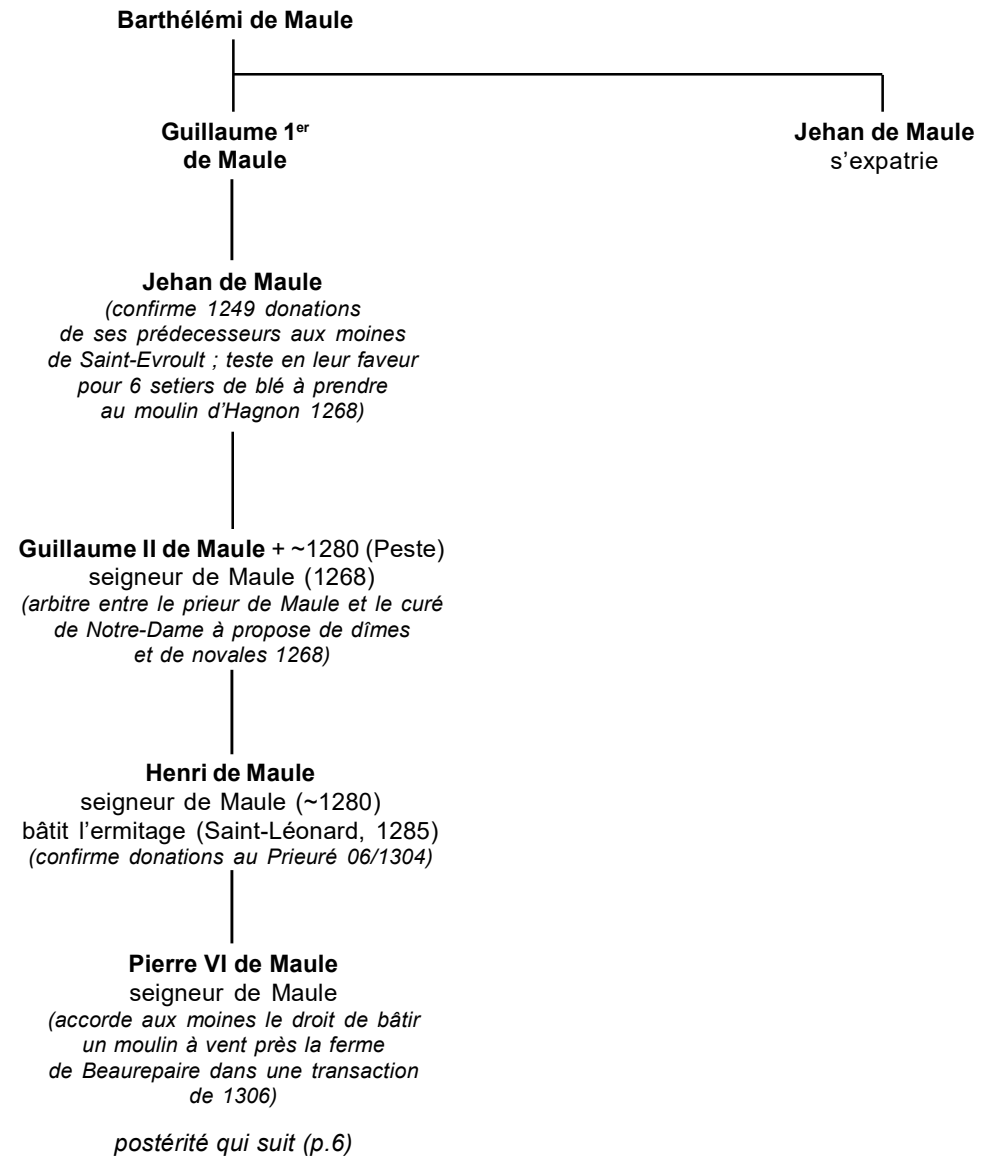 Barthélémi de Maule
Guillaume 1er
de Maule
Jehan de Maule
s’expatrie
Jehan de Maule
(confirme 1249 donations
de ses prédecesseurs aux moines
de Saint-Evroult ; teste en leur faveur
pour 6 setiers de blé à prendre
au moulin d’Hagnon 1268)
Guillaume II de Maule + ~1280 (Peste)
seigneur de Maule (1268)
(arbitre entre le prieur de Maule et le curé
de Notre-Dame à propose de dîmes
et de novales 1268)
Henri de Maule
seigneur de Maule (~1280)
bâtit l’ermitage (Saint-Léonard, 1285)
(confirme donations au Prieuré 06/1304)
Pierre VI de Maule
seigneur de Maule
(accorde aux moines le droit de bâtir
un moulin à vent près la ferme
de Beaurepaire dans une transaction
de 1306)
postérité qui suit (p.6)